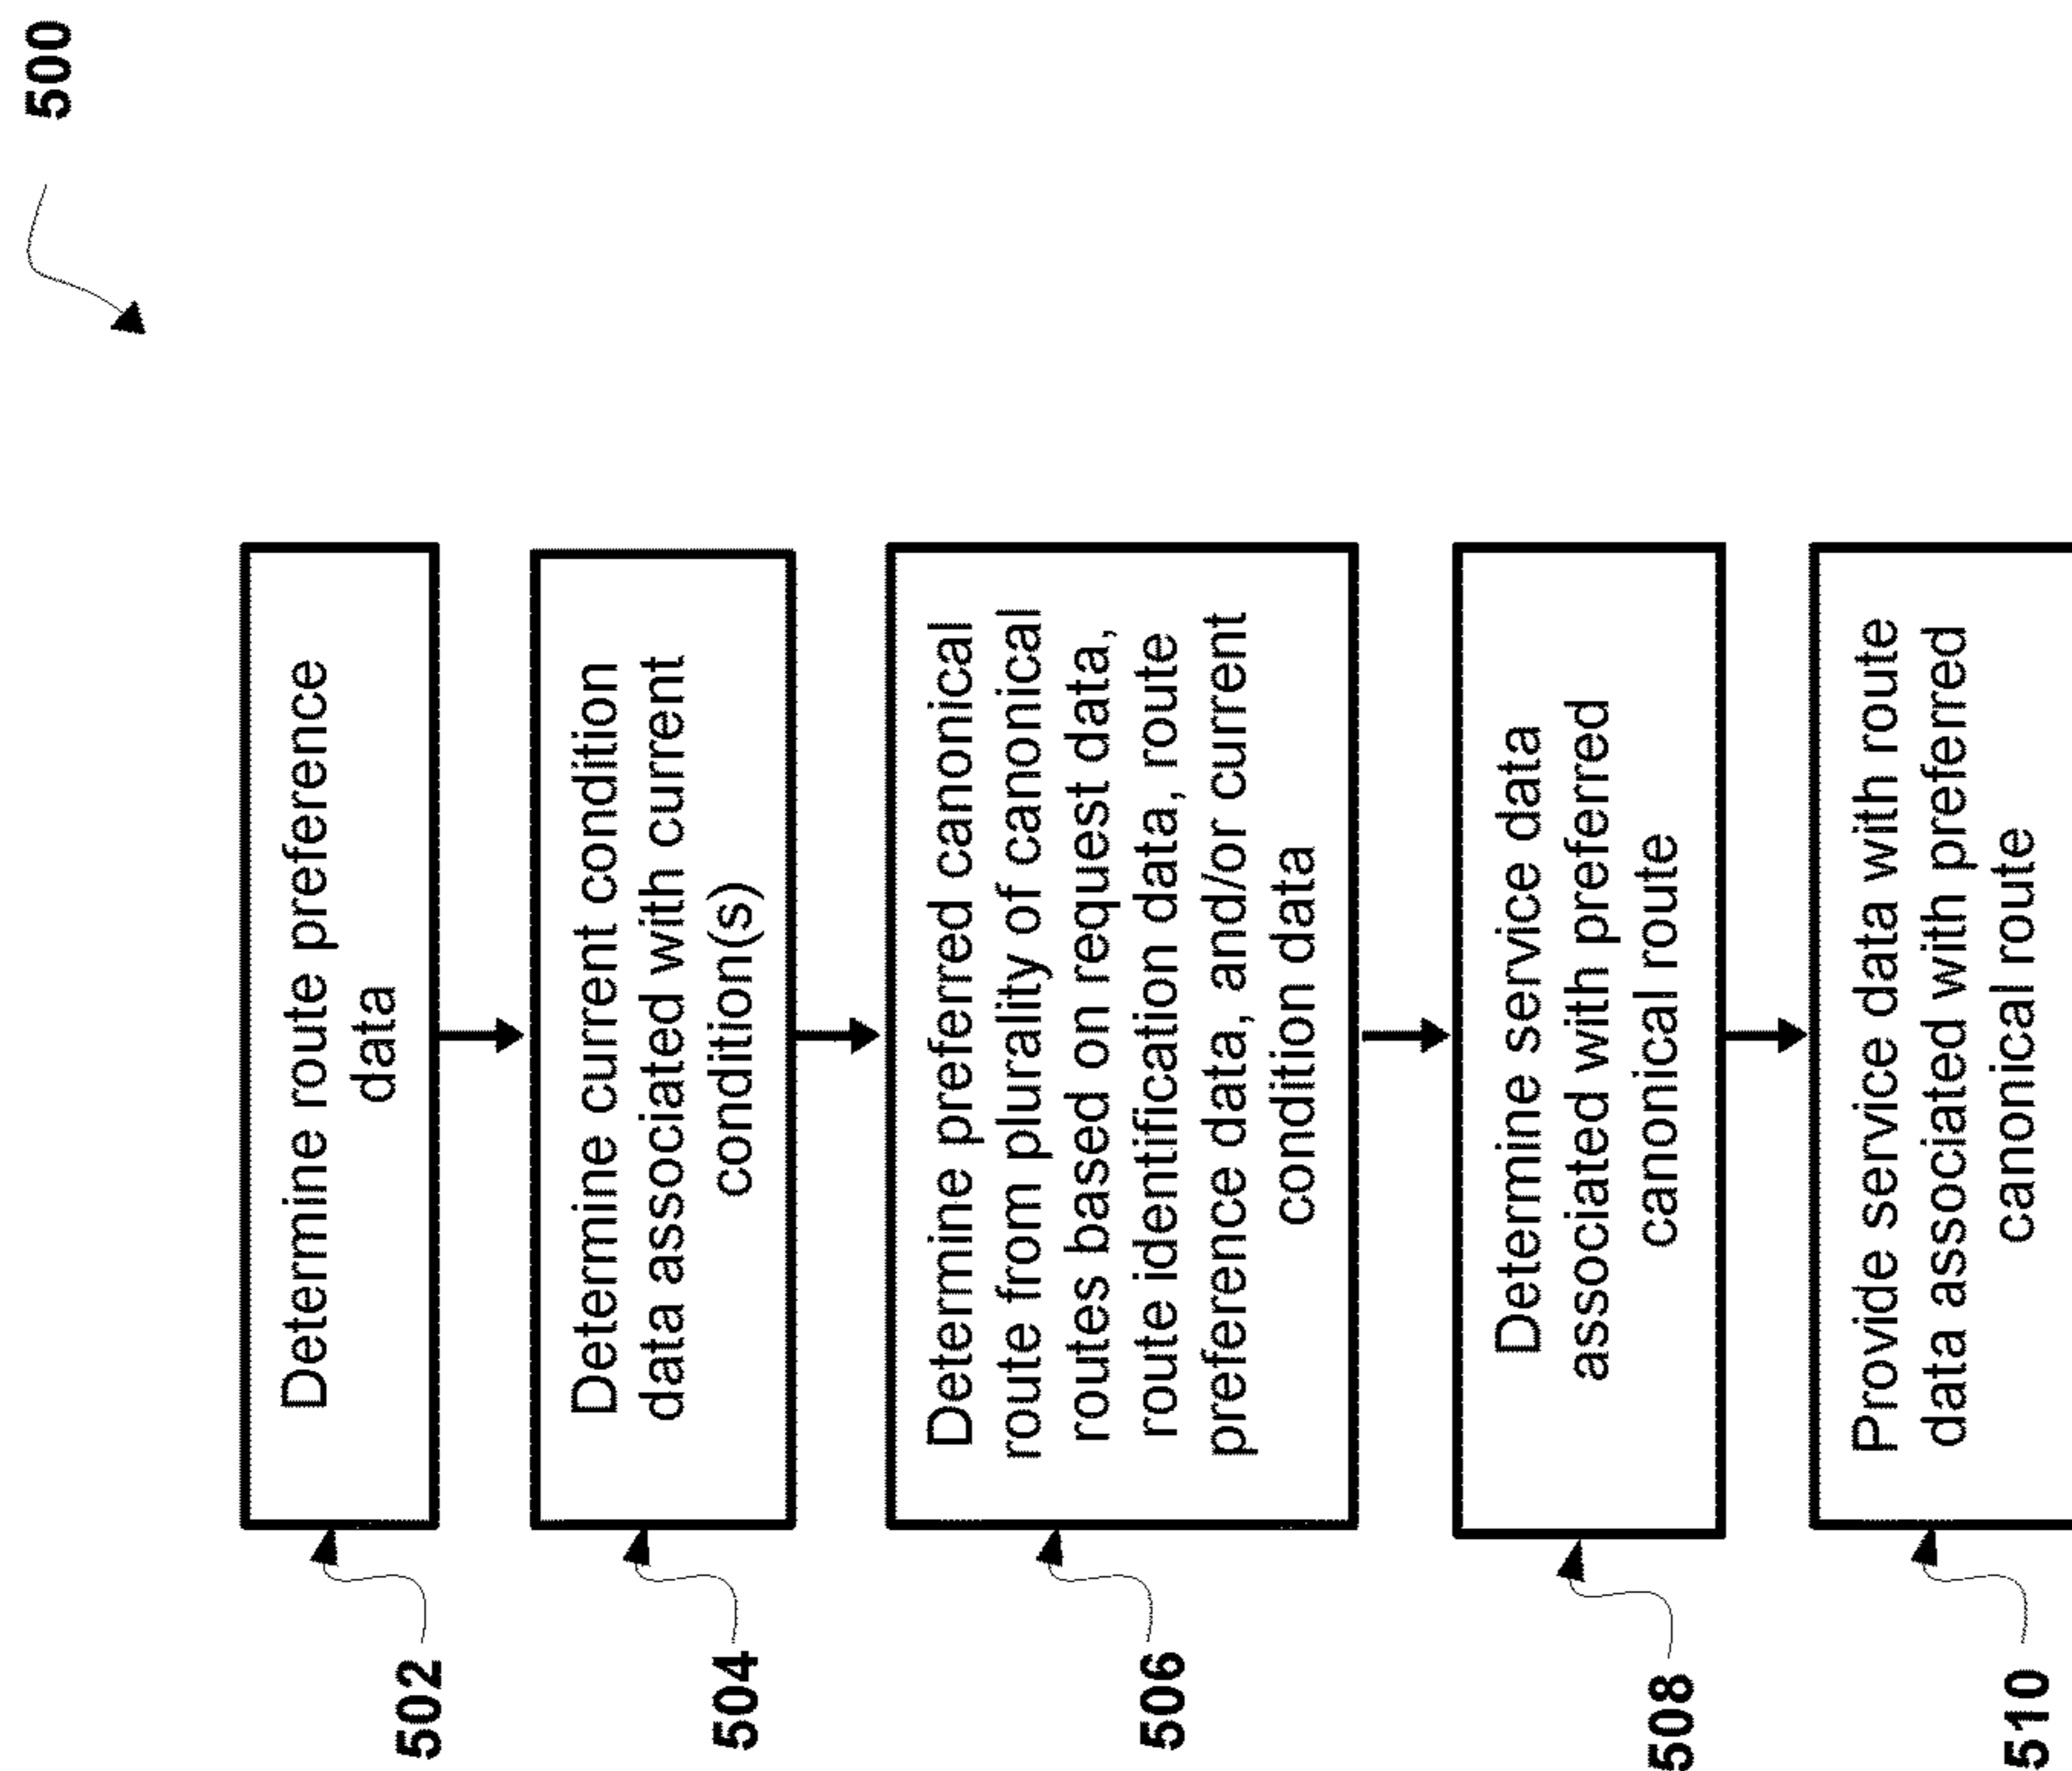 500
502
Determine route preference
data
504
Determine current condition
data associated with current
condition(s)
506
Determine preferred canonical
route from plurality of canonical
routes based on request data,
route identification data, route
preference data, and/or current
condition data
508
Determine service data
associated with preferred
canonical route
510
Provide service data with route
data associated with preferred
canonical route